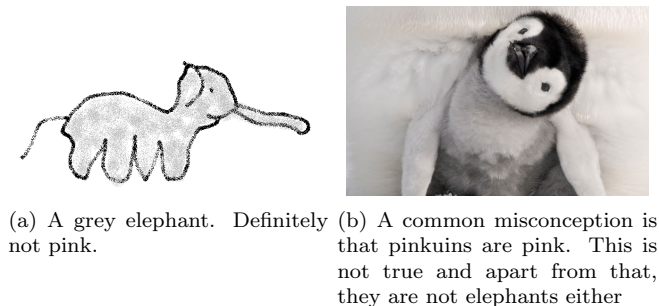 (a) A grey elephant. Definitely
not pink.
(b) A common misconception is
that pinkuins are pink. This is
not true and apart from that,
they are not elephants either